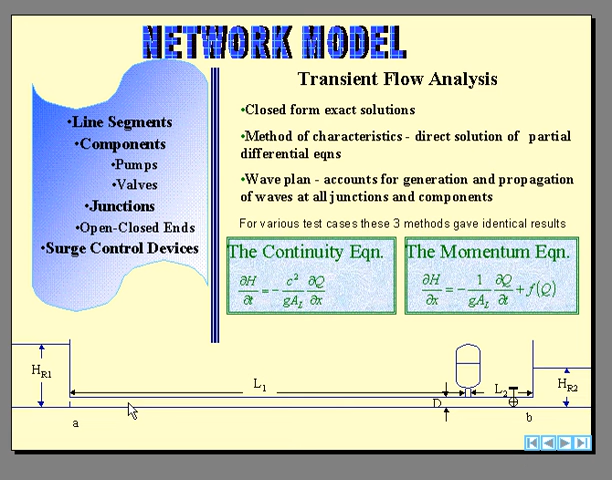 NETWORK MODEL
•Line Segments
•Components
•Pumps
•Valves
•Junctions
•Open-Closed Ends
•Surge Control Devices
Transient Flow Analysis
•Closed form exact solutions
•Method of characteristics - direct solution of partial
differential eqns
•Wave plan - accounts for generation and propagation
of waves at all junctions and components
For various test cases these 3 methods gave identical results
The Continuity Eqn.
∂H/∂t = - c²/gA_L ∂Q/∂x
The Momentum Eqn.
∂H/∂x = - 1/gA_L ∂Q/∂t + f(Q)
H_R1
L_1
D
L_2
H_R2
a
b